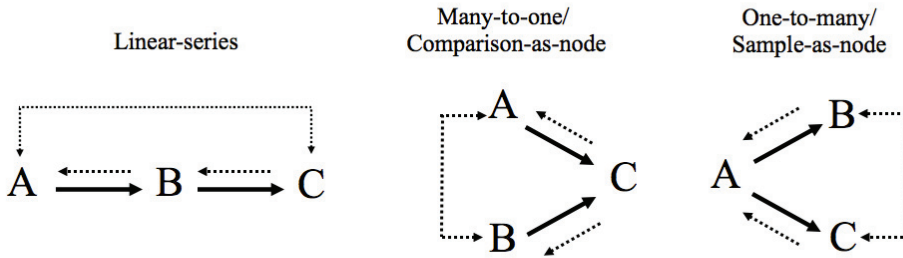 Linear-series
Many-to-one/
Comparison-as-node
One-to-many/
Sample-as-node
A B C
A
B
C
A
B
C